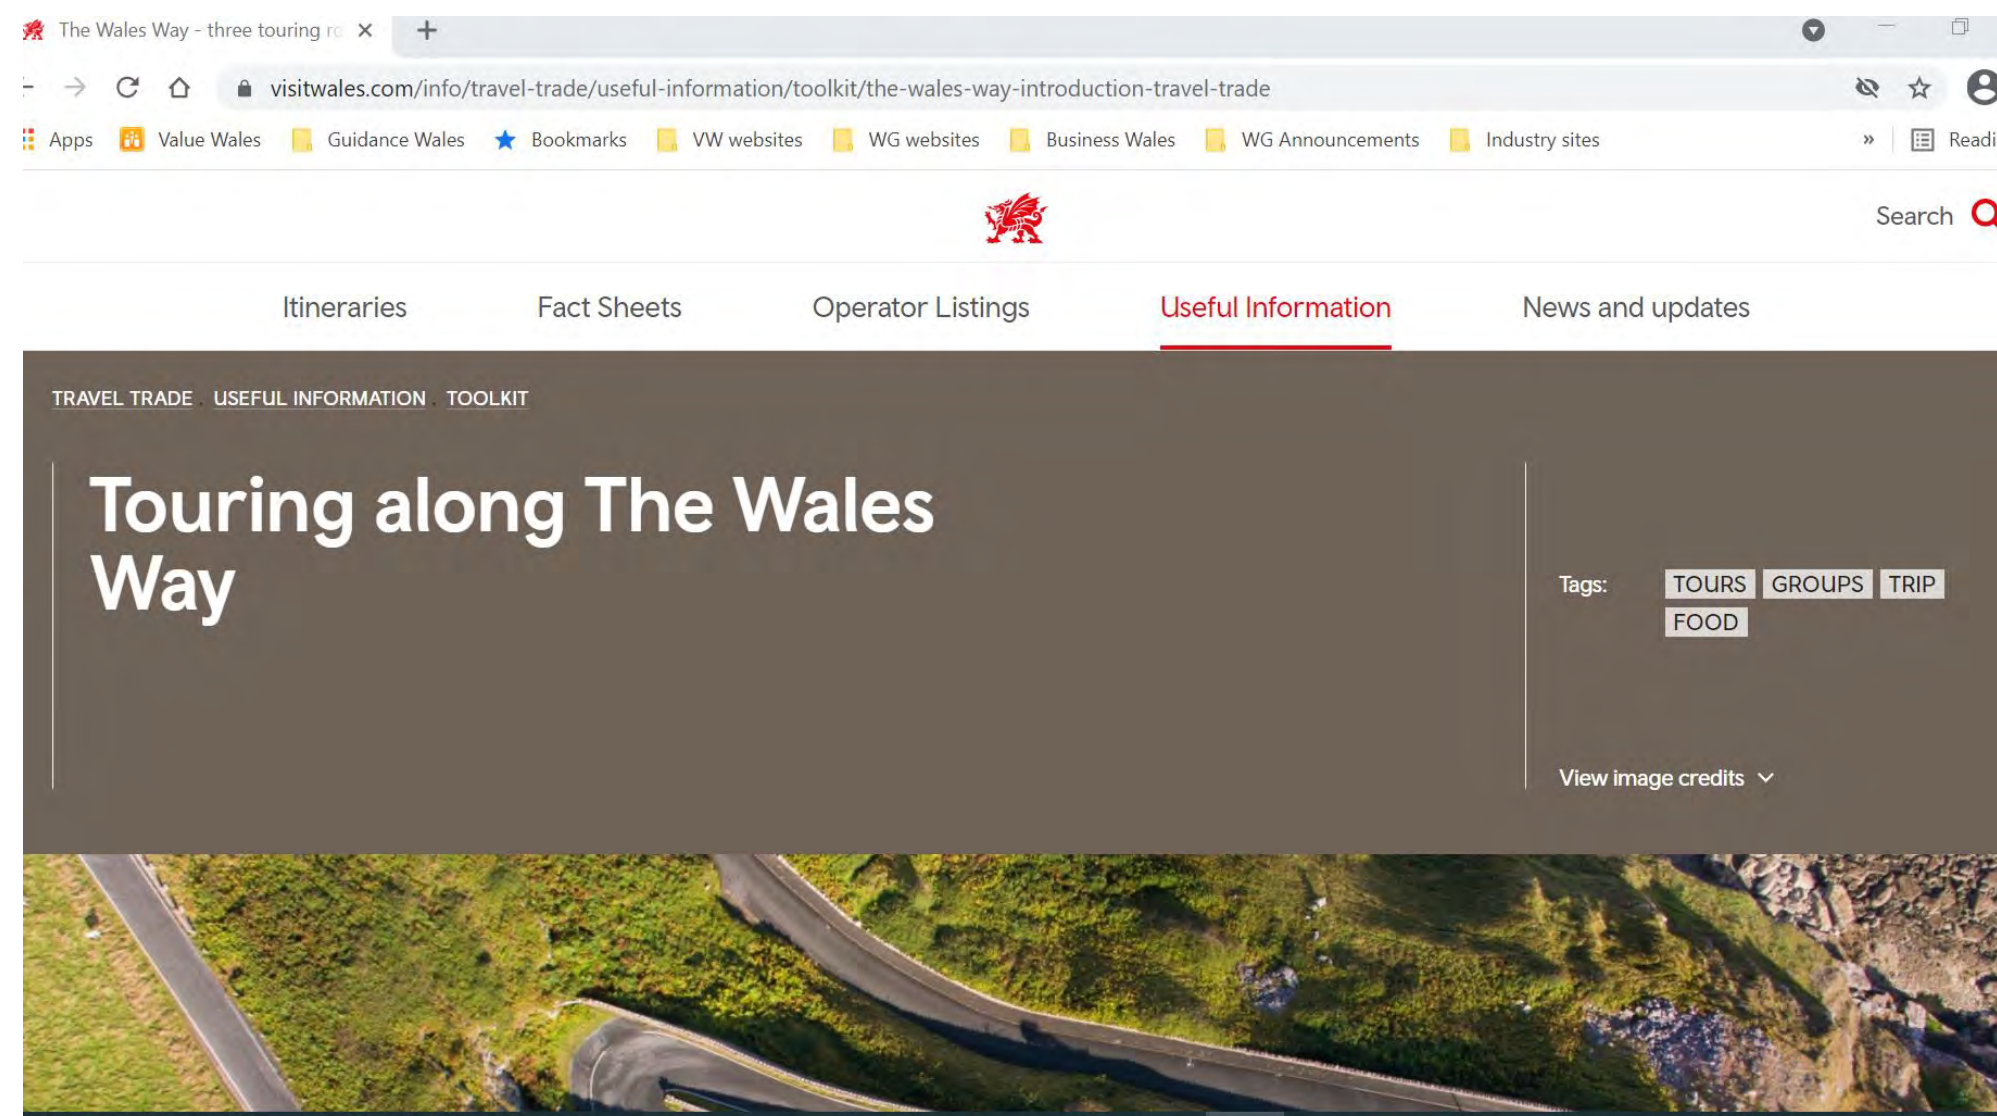 The Wales Way - three touring ro
visitwales.com/info/travel-trade/useful-information/toolkit/the-wales-way-introduction-travel-trade
Apps Value Wales Guidance Wales Bookmarks VW websites WG websites Business Wales WG Announcements Industry sites » Readi
Search
Itineraries Fact Sheets Operator Listings Useful Information News and updates
TRAVEL TRADE . USEFUL INFORMATION . TOOLKIT
Touring along The Wales
Way
Tags: TOURS GROUPS TRIP
FOOD
View image credits